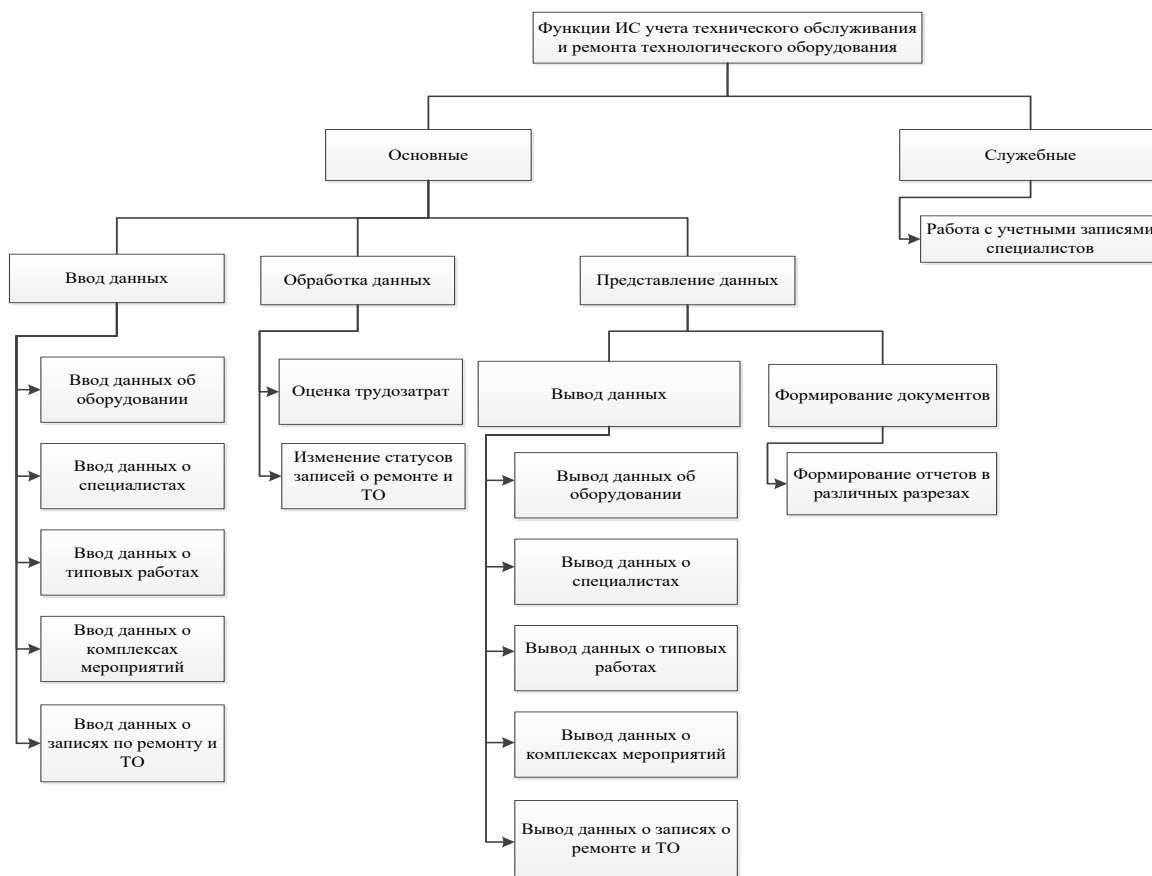 Функции ИС учета технического обслуживания
и ремонта технологического оборудования
Основные
Служебные
Работа с учетными записями
специалистов
Ввод данных
Обработка данных
Представление данных
Ввод данных об
оборудовании
Ввод данных о
специалистах
Ввод данных о
типовых работах
Ввод данных о
комплексах
мероприятий
Ввод данных о
записях по ремонту и
ТО
Оценка трудозатрат
Изменение статусов
записей о ремонте и
ТО
Вывод данных
Формирование документов
Вывод данных об
оборудовании
Вывод данных о
специалистах
Вывод данных о типовых
работах
Вывод данных о
комплексах мероприятий
Вывод данных о записях о
ремонте и ТО
Формирование отчетов в
различных разрезах